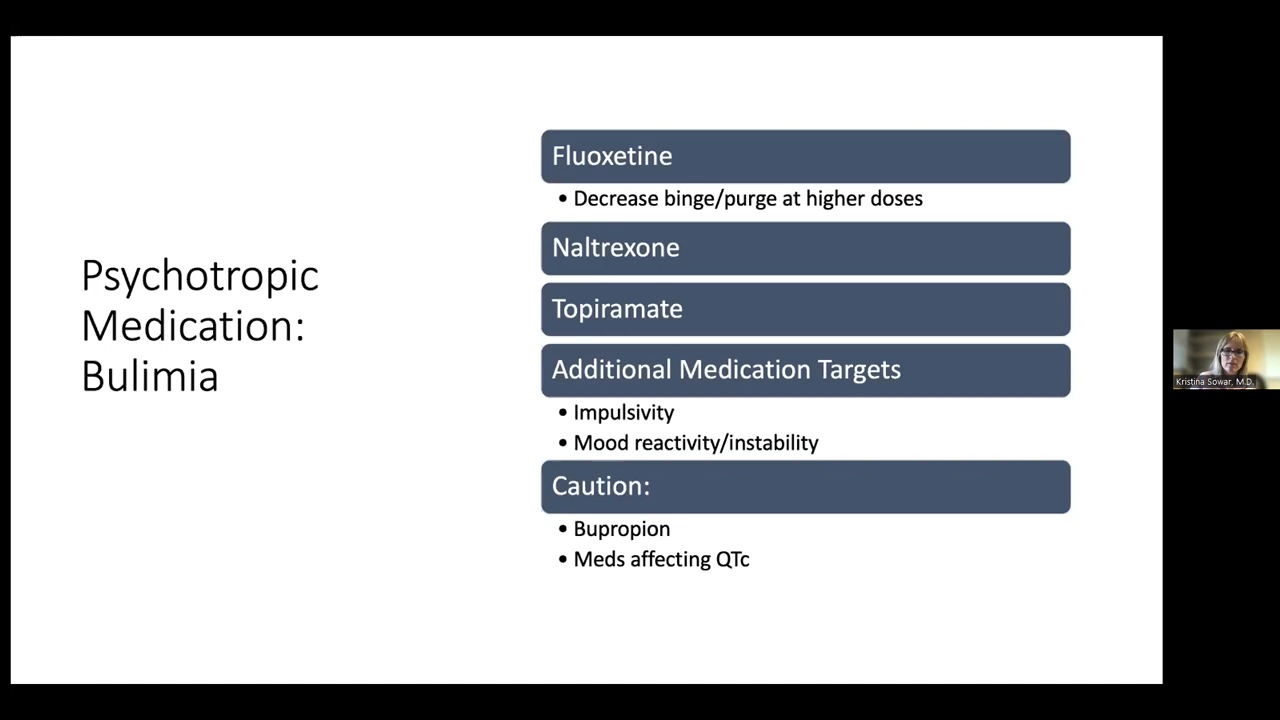 Psychotropic
Medication:
Bulimia
Fluoxetine
• Decrease binge/purge at higher doses
Naltrexone
Topiramate
Additional Medication Targets
• Impulsivity
• Mood reactivity/instability
Caution:
• Bupropion
• Meds affecting QTc
Kristina Sowar, M.D.